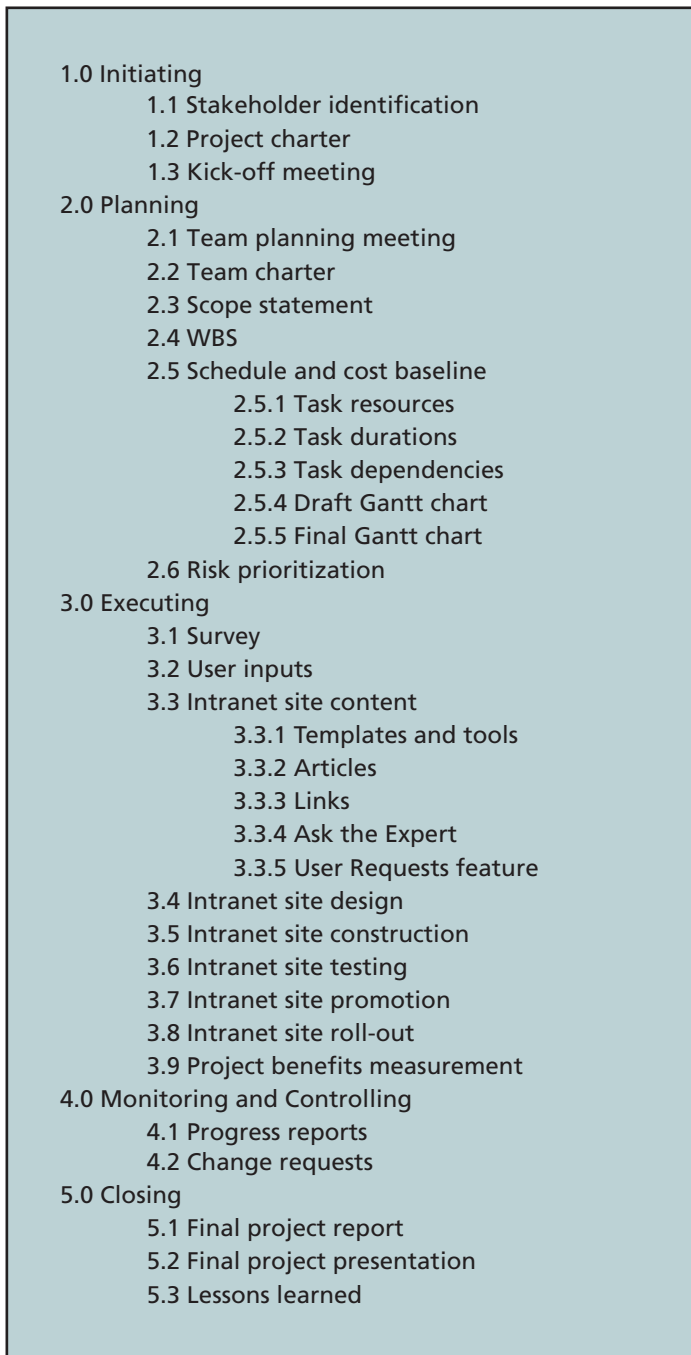 1.0 Initiating
1.1 Stakeholder identification
1.2 Project charter
1.3 Kick-off meeting
2.0 Planning
2.1 Team planning meeting
2.2 Team charter
2.3 Scope statement
2.4 WBS
2.5 Schedule and cost baseline
2.5.1 Task resources
2.5.2 Task durations
2.5.3 Task dependencies
2.5.4 Draft Gantt chart
2.5.5 Final Gantt chart
2.6 Risk prioritization
3.0 Executing
3.1 Survey
3.2 User inputs
3.3 Intranet site content
3.3.1 Templates and tools
3.3.2 Articles
3.3.3 Links
3.3.4 Ask the Expert
3.3.5 User Requests feature
3.4 Intranet site design
3.5 Intranet site construction
3.6 Intranet site testing
3.7 Intranet site promotion
3.8 Intranet site roll-out
3.9 Project benefits measurement
4.0 Monitoring and Controlling
4.1 Progress reports
4.2 Change requests
5.0 Closing
5.1 Final project report
5.2 Final project presentation
5.3 Lessons learned